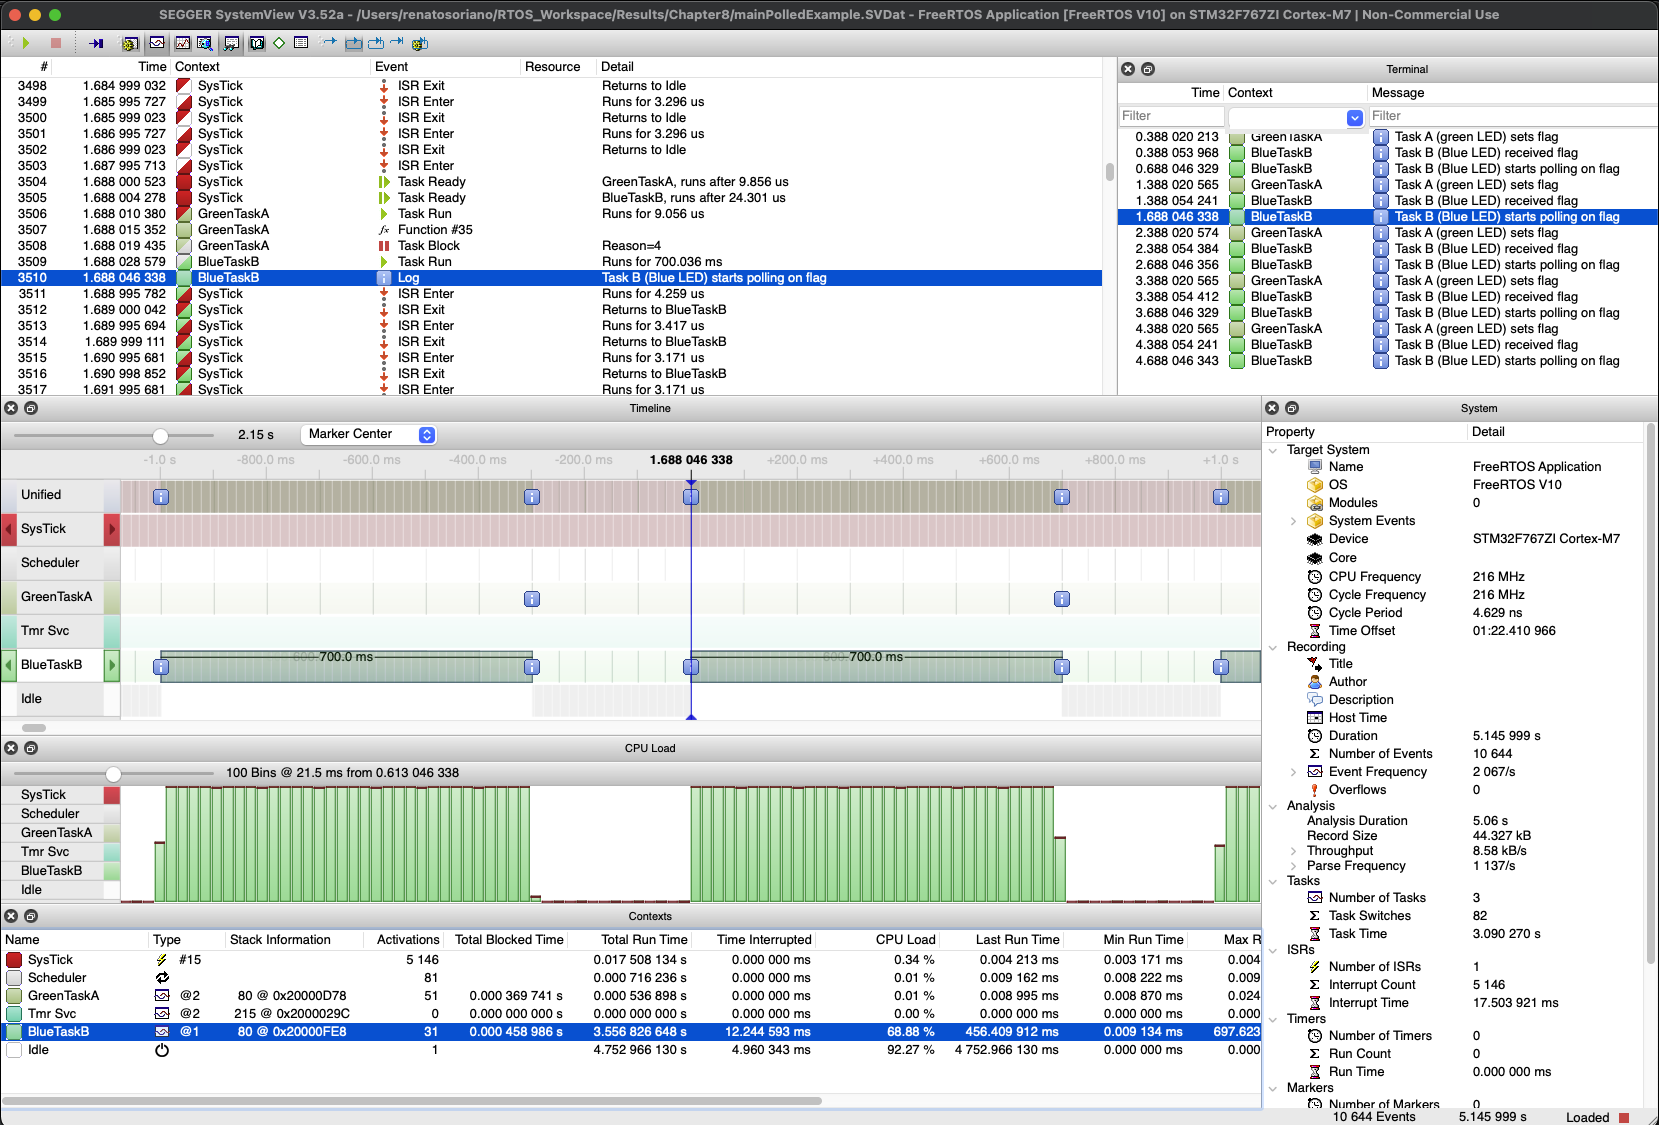 SEGGER SystemView V3.52a - /Users/renatosoriano/RTOS_Workspace/Results/Chapter8/mainPolledExample.SVDat - FreeRTOS Application [FreeRTOS V10] on STM32F767ZI Cortex-M7 | Non-Commercial Use
# Time Context Event Resource Detail
3498 1.684 999 032 SysTick ISR Exit Returns to Idle
3499 1.685 995 727 SysTick ISR Enter Runs for 3.296 us
3500 1.685 999 023 SysTick ISR Exit Returns to Idle
3501 1.686 995 727 SysTick ISR Enter Runs for 3.296 us
3502 1.686 999 023 SysTick ISR Exit Returns to Idle
3503 1.687 995 713 SysTick ISR Enter
3504 1.688 000 523 SysTick Task Ready GreenTaskA, runs after 9.856 us
3505 1.688 004 278 SysTick Task Ready BlueTaskB, runs after 24.301 us
3506 1.688 010 380 GreenTaskA Task Run Runs for 9.056 us
3507 1.688 015 352 GreenTaskA Function #35
3508 1.688 019 435 GreenTaskA Task Block Reason=4
3509 1.688 028 579 BlueTaskB Task Run Runs for 700.036 ms
3510 1.688 046 338 BlueTaskB Log Task B (Blue LED) starts polling on flag
3511 1.688 995 782 SysTick ISR Enter Runs for 4.259 us
3512 1.689 000 042 SysTick ISR Exit Returns to BlueTaskB
3513 1.689 995 694 SysTick ISR Enter Runs for 3.417 us
3514 1.689 999 111 SysTick ISR Exit Returns to BlueTaskB
3515 1.690 995 681 SysTick ISR Enter Runs for 3.171 us
3516 1.690 998 852 SysTick ISR Exit Returns to BlueTaskB
3517 1.691 995 681 SysTick ISR Enter Runs for 3.171 us
Terminal
Time Context Message
Filter Filter
0.388 020 213 GreenTaskA Task A (green LED) sets flag
0.388 053 968 BlueTaskB Task B (Blue LED) received flag
0.688 046 329 BlueTaskB Task B (Blue LED) starts polling on flag
1.388 020 565 GreenTaskA Task A (green LED) sets flag
1.388 054 241 BlueTaskB Task B (Blue LED) received flag
1.688 046 338 BlueTaskB Task B (Blue LED) starts polling on flag
2.388 020 574 GreenTaskA Task A (green LED) sets flag
2.388 054 384 BlueTaskB Task B (Blue LED) received flag
2.688 046 356 BlueTaskB Task B (Blue LED) starts polling on flag
3.388 020 565 GreenTaskA Task A (green LED) sets flag
3.388 054 412 BlueTaskB Task B (Blue LED) received flag
3.688 046 329 BlueTaskB Task B (Blue LED) starts polling on flag
4.388 020 565 GreenTaskA Task A (green LED) sets flag
4.388 054 241 BlueTaskB Task B (Blue LED) received flag
4.688 046 343 BlueTaskB Task B (Blue LED) starts polling on flag
Timeline
2.15 s Marker Center
-1.0 s -800.0 ms -600.0 ms -400.0 ms -200.0 ms 1.688 046 338 +200.0 ms +400.0 ms +600.0 ms +800.0 ms +1.0 s
Unified
SysTick
Scheduler
GreenTaskA
Tmr Svc
BlueTaskB 700.0 ms 700.0 ms
Idle
CPU Load
100 Bins @ 21.5 ms from 0.613 046 338
SysTick
Scheduler
GreenTaskA
Tmr Svc
BlueTaskB
Idle
Contexts
Name Type Stack Information Activations Total Blocked Time Total Run Time Time Interrupted CPU Load Last Run Time Min Run Time Max R
SysTick #15 5 146 0.017 508 134 s 0.000 000 ms 0.34 % 0.004 213 ms 0.003 171 ms 0.004
Scheduler 81 0.000 716 236 s 0.000 000 ms 0.01 % 0.009 162 ms 0.008 222 ms 0.009
GreenTaskA @2 80 @ 0x20000D78 51 0.000 369 741 s 0.000 536 898 s 0.000 000 ms 0.01 % 0.008 995 ms 0.008 870 ms 0.024
Tmr Svc @2 215 @ 0x2000029C 0 0.000 000 000 s 0.000 000 000 s 0.000 000 ms 0.00 % 0.000 000 ms 0.000 000 ms 0.000
BlueTaskB @1 80 @ 0x20000FE8 31 0.000 458 986 s 3.556 826 648 s 12.244 593 ms 68.88 % 456.409 912 ms 0.009 134 ms 697.623
Idle 1 4.752 966 130 s 4.960 343 ms 92.27 % 4 752.966 130 ms 0.000 000 ms 0.000
System
Property Detail
Target System
Name FreeRTOS Application
OS FreeRTOS V10
Modules 0
System Events
Device STM32F767ZI Cortex-M7
Core
CPU Frequency 216 MHz
Cycle Frequency 216 MHz
Cycle Period 4.629 ns
Time Offset 01:22.410 966
Recording
Title
Author
Description
Host Time
Duration 5.145 999 s
Number of Events 10 644
Event Frequency 2 067/s
Overflows 0
Analysis
Analysis Duration 5.06 s
Record Size 44.327 kB
Throughput 8.58 kB/s
Parse Frequency 1 137/s
Tasks
Number of Tasks 3
Task Switches 82
Task Time 3.090 270 s
ISRs
Number of ISRs 1
Interrupt Count 5 146
Interrupt Time 17.503 921 ms
Timers
Number of Timers 0
Run Count 0
Run Time 0.000 000 ms
Markers
Number of Markers 0
10 644 Events 5.145 999 s Loaded